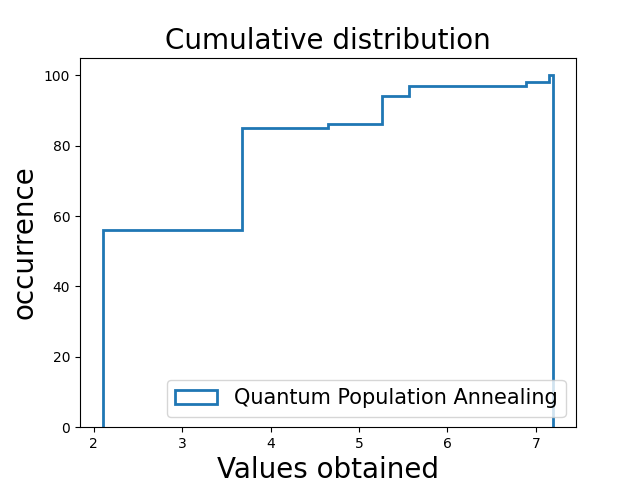 Cumulative distribution
occurrence
100
80
60
40
20
0
Quantum Population Annealing
2 3 4 5 6 7
Values obtained